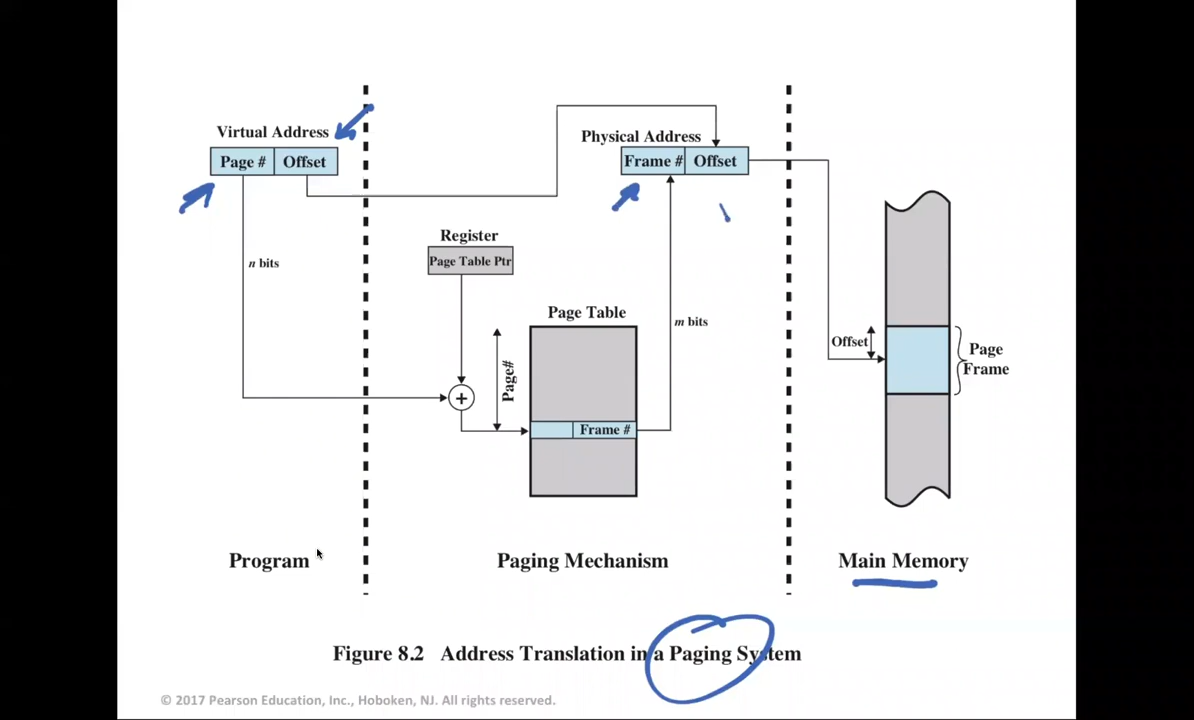 Virtual Address
Page # Offset
Physical Address
Frame # Offset
Register
Page Table Ptr
n bits
Page Table
m bits
Page#
Offset
Page
Frame
+
Frame #
Program
Paging Mechanism
Main Memory
Figure 8.2 Address Translation in a Paging System
© 2017 Pearson Education, Inc., Hoboken, NJ. All rights reserved.